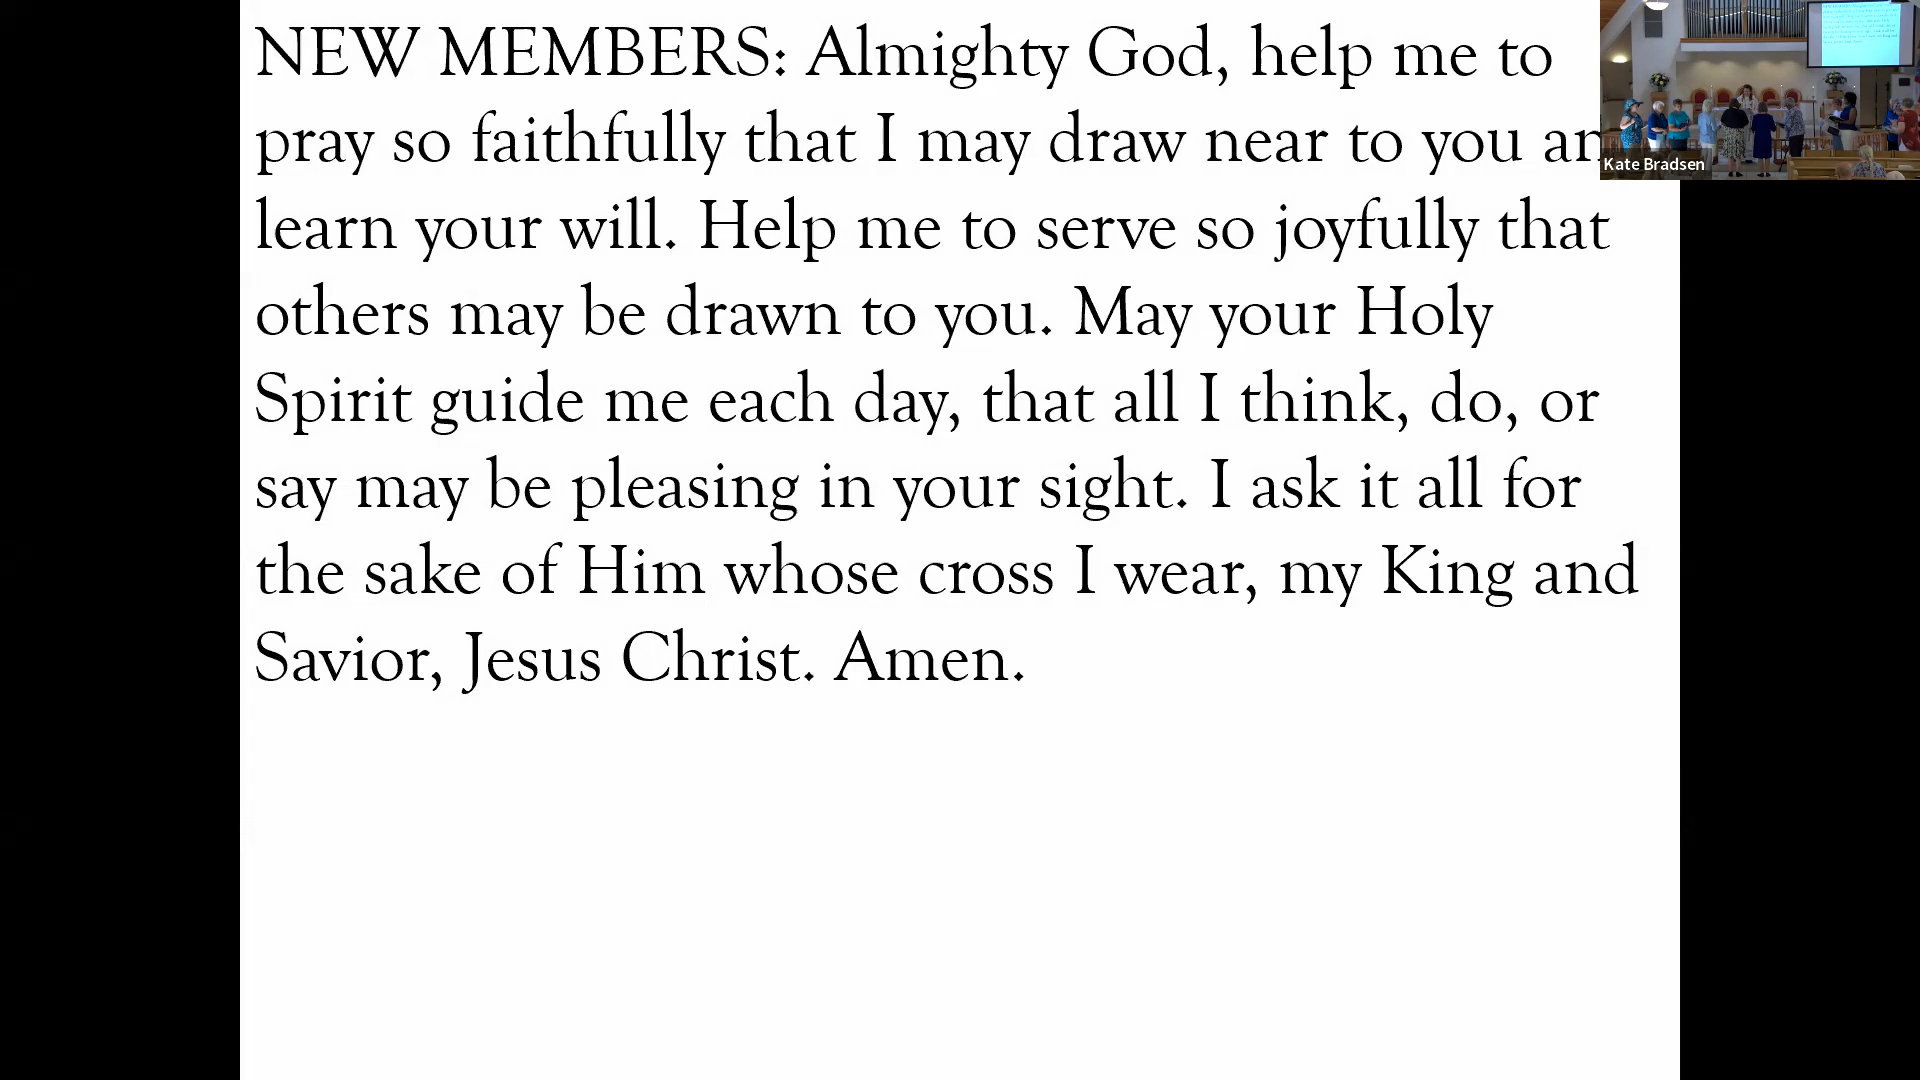 NEW MEMBERS: Almighty God, help me to
pray so faithfully that I may draw near to you an
learn your will. Help me to serve so joyfully that
others may be drawn to you. May your Holy
Spirit guide me each day, that all I think, do, or
say may be pleasing in your sight. I ask it all for
the sake of Him whose cross I wear, my King and
Savior, Jesus Christ. Amen.
Kate Bradsen